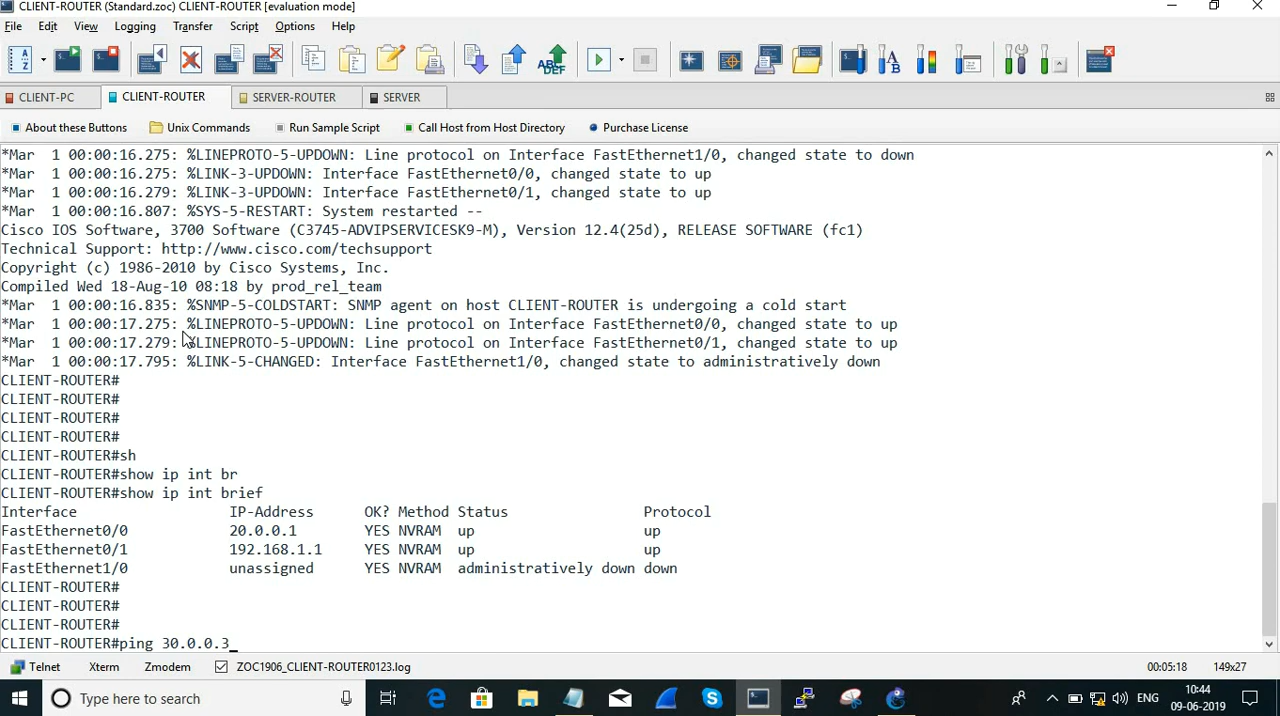 CLIENT-ROUTER (Standard.zoc) CLIENT-ROUTER [evaluation mode]
File Edit View Logging Transfer Script Options Help
CLIENT-PC CLIENT-ROUTER SERVER-ROUTER SERVER
About these Buttons Unix Commands Run Sample Script Call Host from Host Directory Purchase License
*Mar  1 00:00:16.275: %LINEPROTO-5-UPDOWN: Line protocol on Interface FastEthernet1/0, changed state to down
*Mar  1 00:00:16.275: %LINK-3-UPDOWN: Interface FastEthernet0/0, changed state to up
*Mar  1 00:00:16.279: %LINK-3-UPDOWN: Interface FastEthernet0/1, changed state to up
*Mar  1 00:00:16.807: %SYS-5-RESTART: System restarted --
Cisco IOS Software, 3700 Software (C3745-ADVIPSERVICESK9-M), Version 12.4(25d), RELEASE SOFTWARE (fc1)
Technical Support: http://www.cisco.com/techsupport
Copyright (c) 1986-2010 by Cisco Systems, Inc.
Compiled Wed 18-Aug-10 08:18 by prod_rel_team
*Mar  1 00:00:16.835: %SNMP-5-COLDSTART: SNMP agent on host CLIENT-ROUTER is undergoing a cold start
*Mar  1 00:00:17.275: %LINEPROTO-5-UPDOWN: Line protocol on Interface FastEthernet0/0, changed state to up
*Mar  1 00:00:17.279: %LINEPROTO-5-UPDOWN: Line protocol on Interface FastEthernet0/1, changed state to up
*Mar  1 00:00:17.795: %LINK-5-CHANGED: Interface FastEthernet1/0, changed state to administratively down
CLIENT-ROUTER#
CLIENT-ROUTER#
CLIENT-ROUTER#
CLIENT-ROUTER#
CLIENT-ROUTER#sh
CLIENT-ROUTER#show ip int br
CLIENT-ROUTER#show ip int brief
Interface IP-Address OK? Method Status Protocol
FastEthernet0/0 20.0.0.1 YES NVRAM up up
FastEthernet0/1 192.168.1.1 YES NVRAM up up
FastEthernet1/0 unassigned YES NVRAM administratively down down
CLIENT-ROUTER#
CLIENT-ROUTER#
CLIENT-ROUTER#
CLIENT-ROUTER#ping 30.0.0.3_
Telnet Xterm Zmodem ZOC1906_CLIENT-ROUTER0123.log 00:05:18 149x27
Type here to search ENG 10:44
09-06-2019